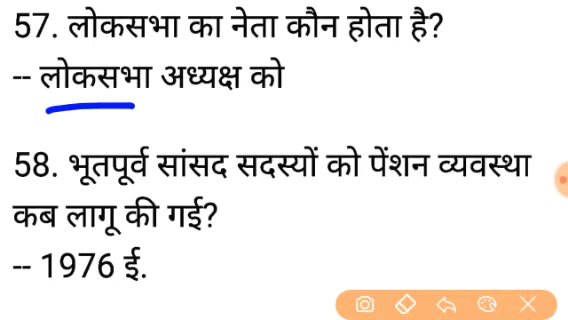 57. लोकसभा का नेता कौन होता है?
-- लोकसभा अध्यक्ष को
58. भूतपूर्व सांसद सदस्यों को पेंशन व्यवस्था
कब लागू की गई?
-- 1976 ई.